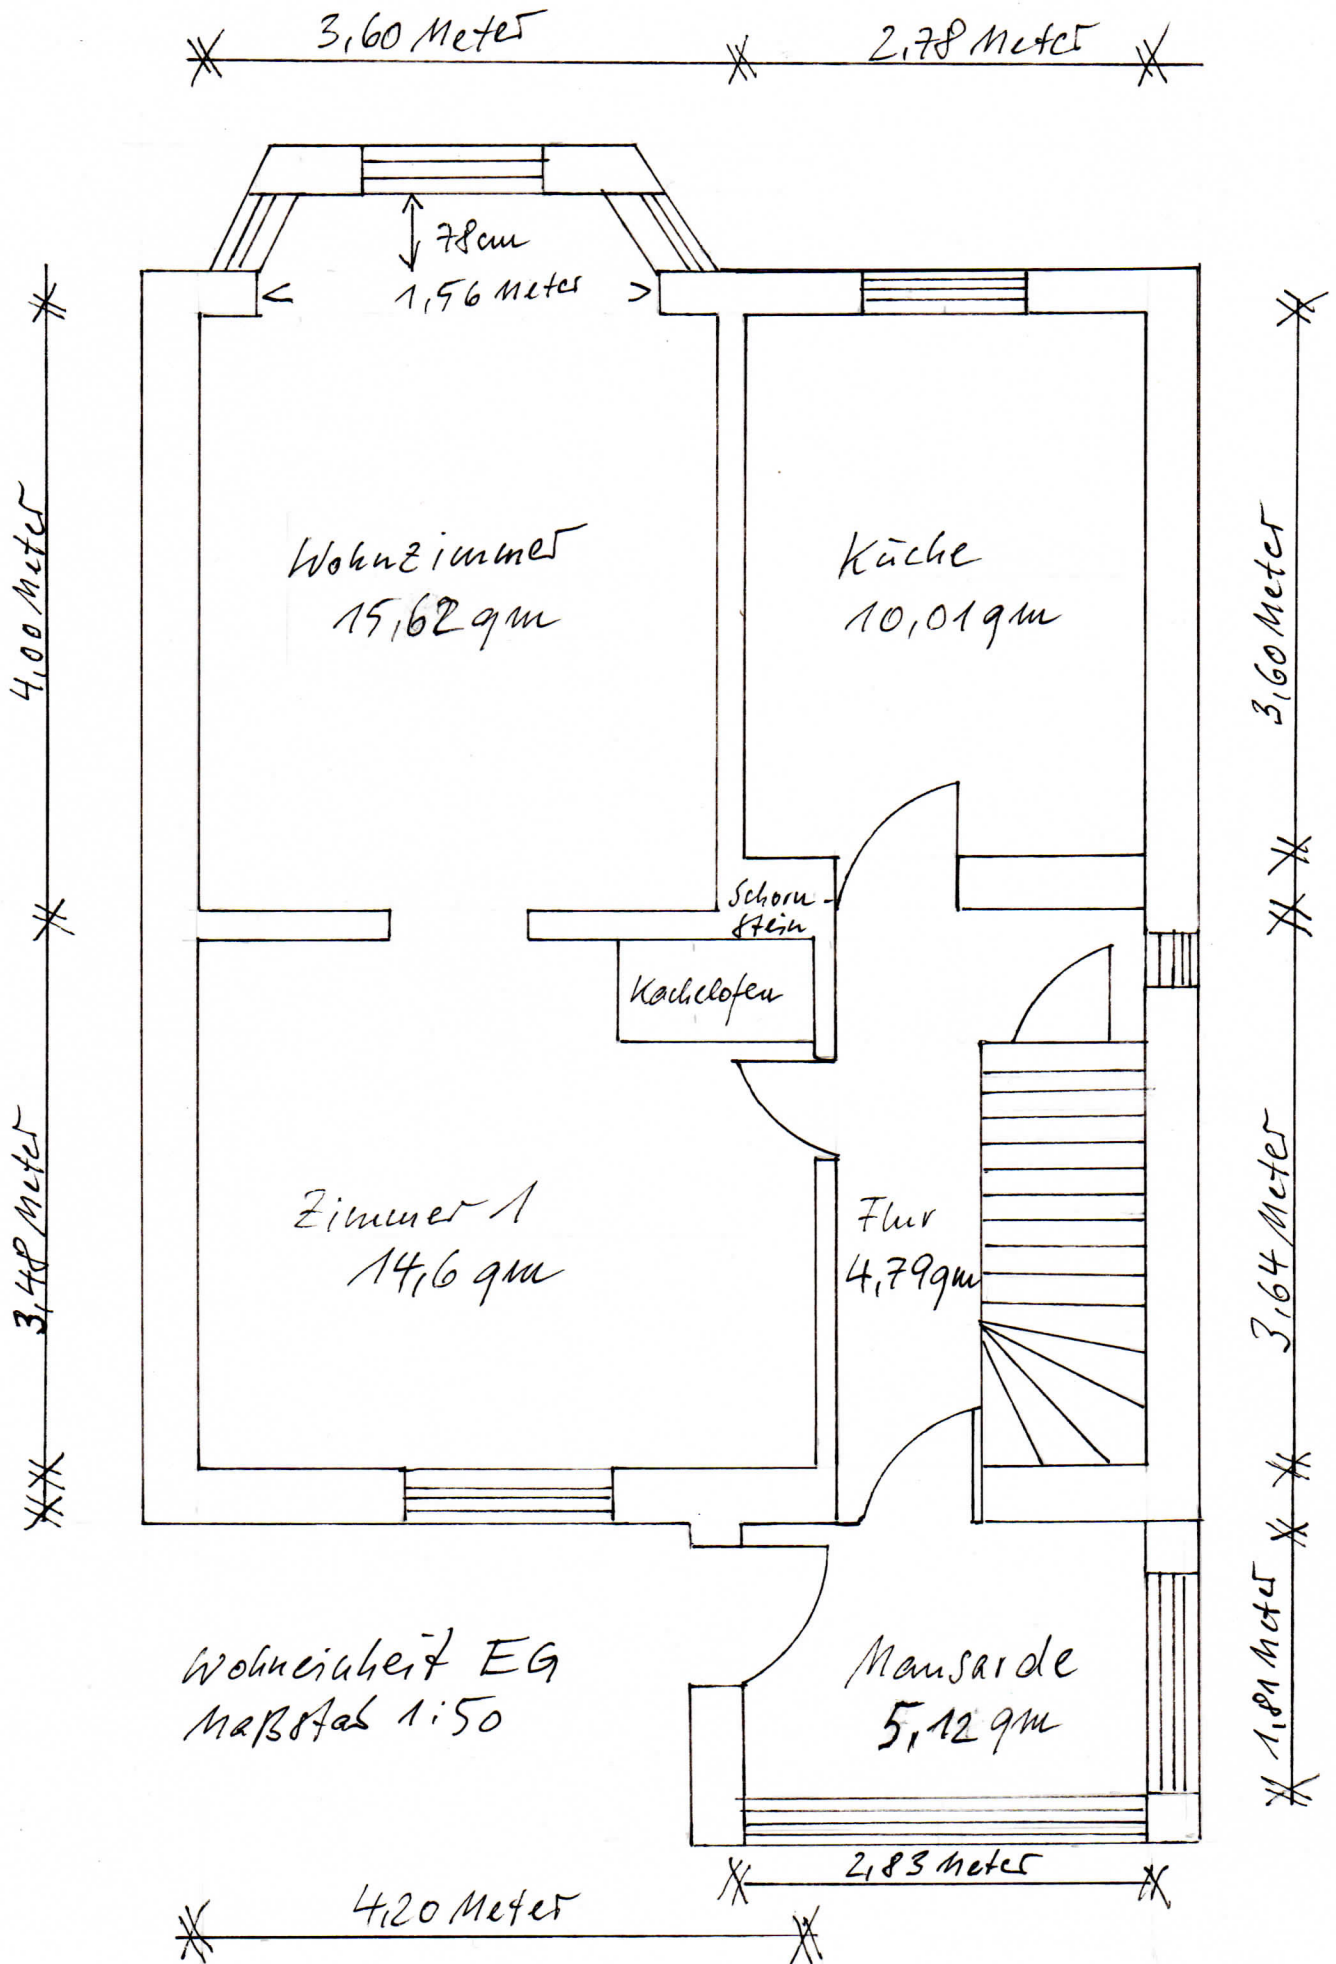 3,60 Meter
2,78 Meter
78cm
1,56 Meter
4,00 Meter
Wohnzimmer
15,62 qm
Küche
10,01 qm
3,60 Meter
Schorn-
stein
Kachelofen
3,48 Meter
Zimmer 1
14,6 qm
Flur
4,79 qm
3,64 Meter
Wohneinheit EG
Maßstab 1:50
Mansarde
5,12 qm
1,81 Meter
2,83 Meter
4,20 Meter